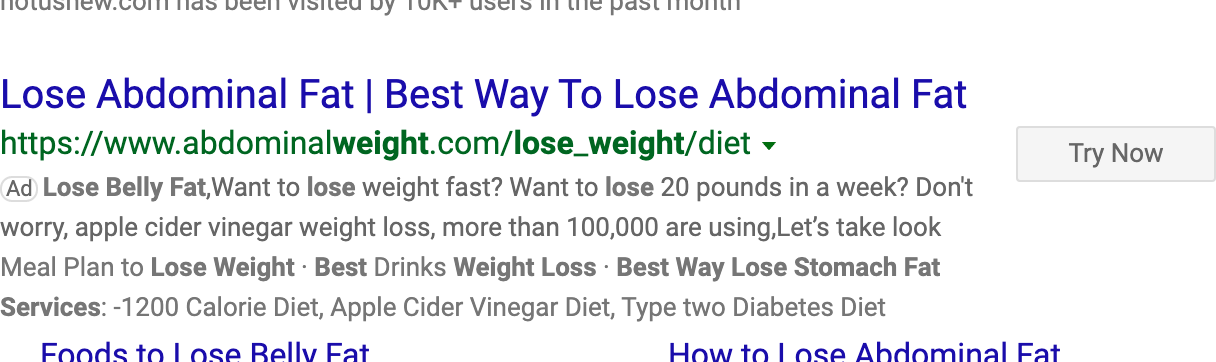 notusnew.com has been visited by 10K+ users in the past month
Lose Abdominal Fat | Best Way To Lose Abdominal Fat
https://www.abdominalweight.com/lose_weight/diet
Try Now
Ad Lose Belly Fat,Want to lose weight fast? Want to lose 20 pounds in a week? Don't
worry, apple cider vinegar weight loss, more than 100,000 are using,Let’s take look
Meal Plan to Lose Weight · Best Drinks Weight Loss · Best Way Lose Stomach Fat
Services: -1200 Calorie Diet, Apple Cider Vinegar Diet, Type two Diabetes Diet
Foods to Lose Belly Fat How to Lose Abdominal Fat